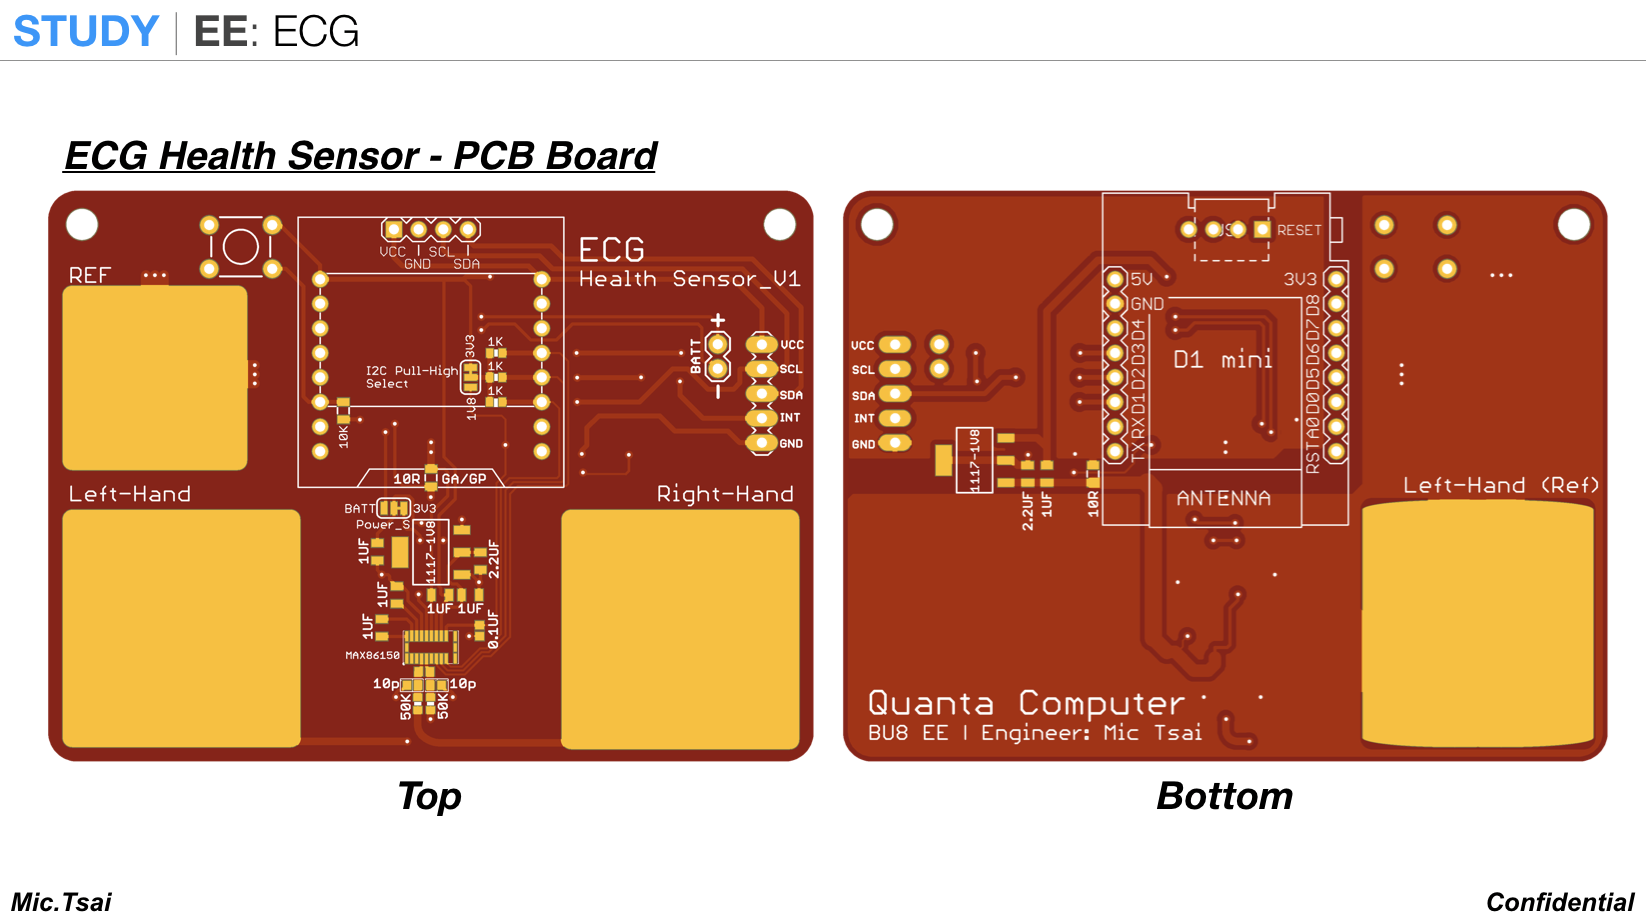 STUDY | EE: ECG
ECG Health Sensor - PCB Board
REF
VCC
SCL
GND
SDA
ECG
Health Sensor_V1
3V3
1K
1K
1K
I2C Pull-High
Select
1V8
10K
+
BATT
-
VCC
SCL
SDA
INT
GND
10R
GA/GP
Left-Hand
Right-Hand
BATT
3V3
Power_S
1UF
1117-1V8
2.2UF
1UF
1UF
1UF
1UF
0.1UF
MAX86150
10p
10p
50K
50K
RESET
5V
3V3
GND
D4
D3
D2
D1
RX
TX
D8
D7
D6
D5
D0
A0
RST
D1 mini
VCC
SCL
SDA
INT
GND
1117-1V8
2.2UF
1UF
10R
ANTENNA
Left-Hand (Ref)
Quanta Computer
BU8 EE | Engineer: Mic Tsai
Top
Bottom
Mic.Tsai
Confidential